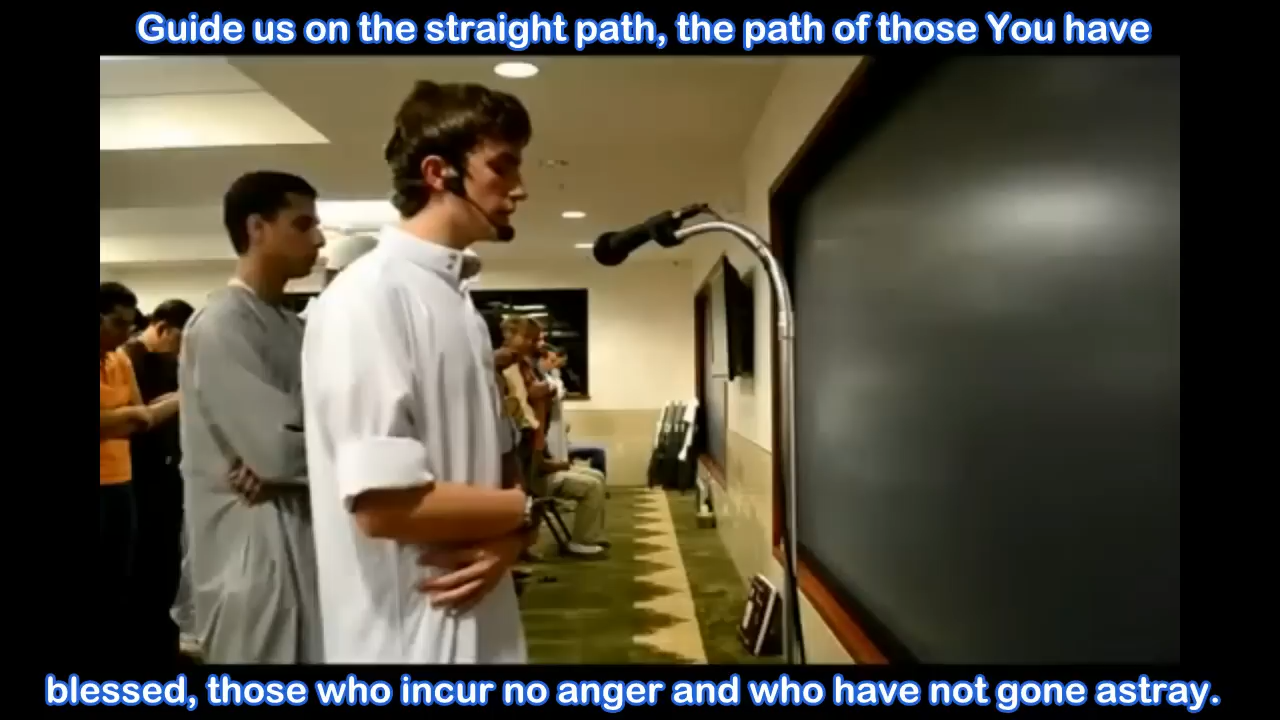 Guide us on the straight path, the path of those You have
blessed, those who incur no anger and who have not gone astray.